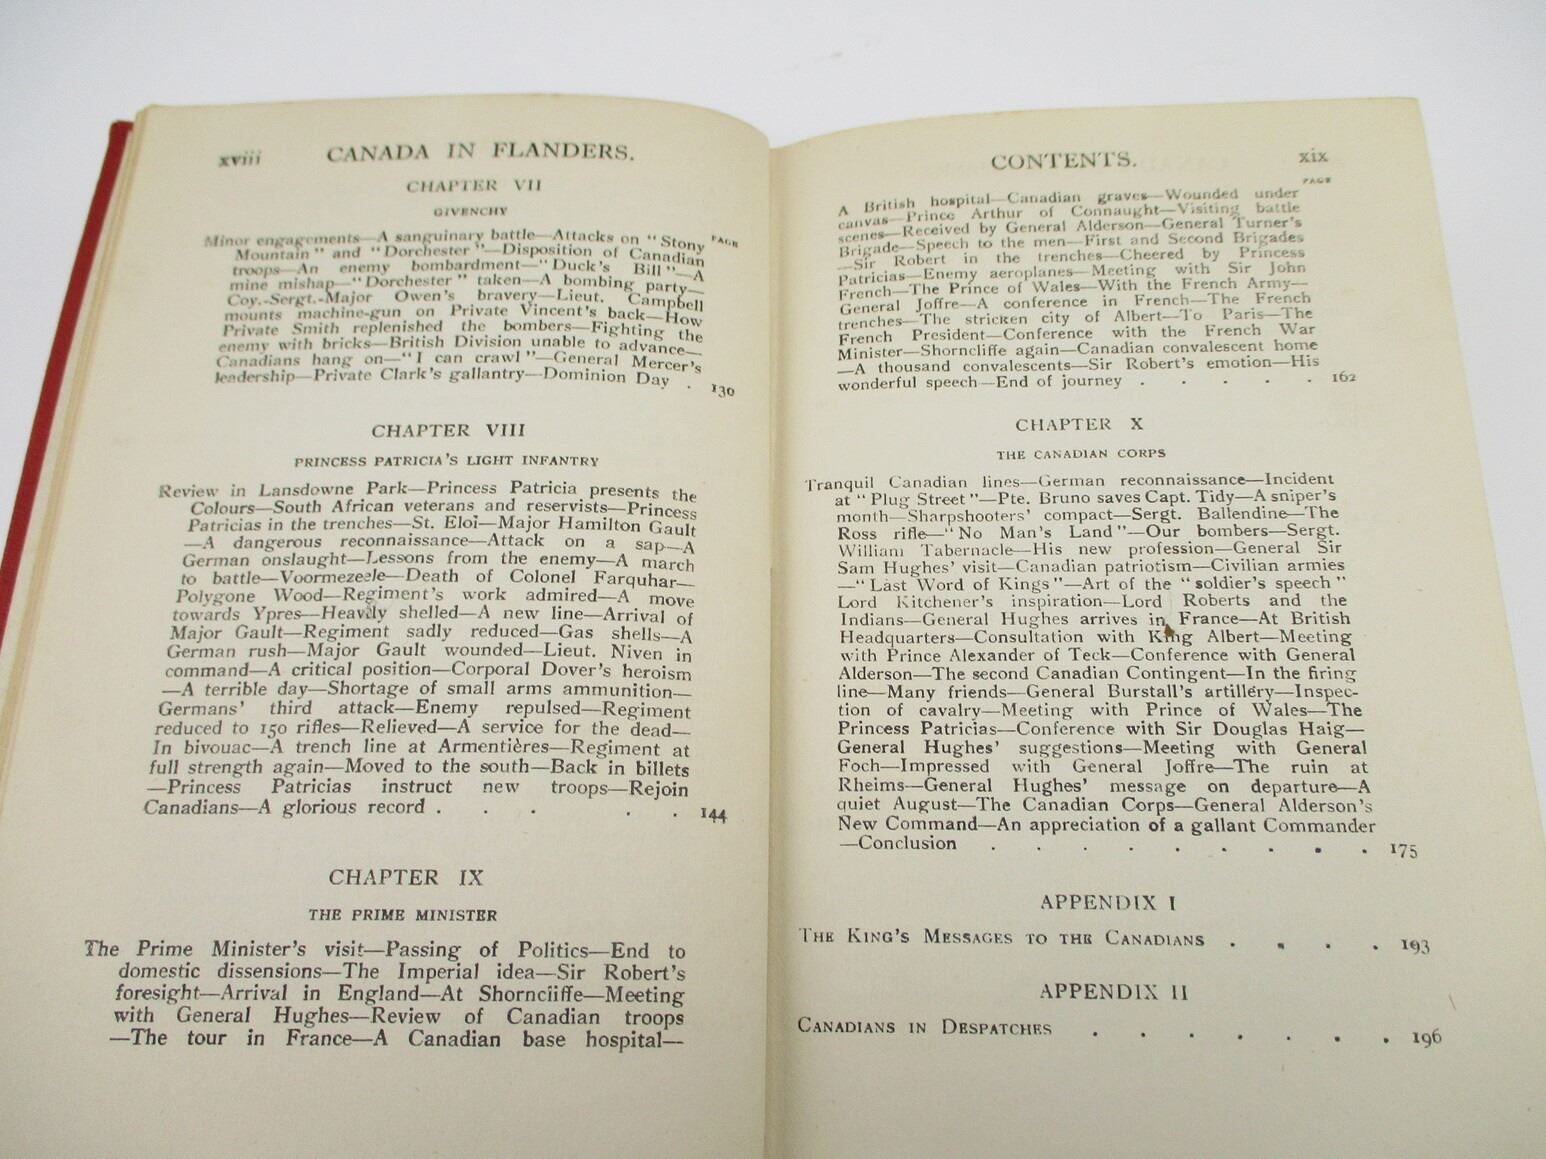 xviii CANADA IN FLANDERS.
CHAPTER VII
GIVENCHY
PAGE
Minor engagements—A sanguinary battle—Attacks on "Stony
Mountain" and "Dorchester"—Disposition of Canadian
troops—An enemy bombardment—"Duck's Bill"—A
mine mishap—"Dorchester" taken—A bombing party—
Coy.-Sergt.-Major Owen's bravery—Lieut. Campbell
mounts machine-gun on Private Vincent's back—How
Private Smith replenished the bombers—Fighting the
enemy with bricks—British Division unable to advance—
Canadians hang on—"I can crawl"—General Mercer's
leadership—Private Clark's gallantry—Dominion Day . 130
CHAPTER VIII
PRINCESS PATRICIA'S LIGHT INFANTRY
Review in Lansdowne Park—Princess Patricia presents the
Colours—South African veterans and reservists—Princess
Patricias in the trenches—St. Eloi—Major Hamilton Gault
—A dangerous reconnaissance—Attack on a sap—A
German onslaught—Lessons from the enemy—A march
to battle—Voormezeele—Death of Colonel Farquhar—
Polygone Wood—Regiment's work admired—A move
towards Ypres—Heavily shelled—A new line—Arrival of
Major Gault—Regiment sadly reduced—Gas shells—A
German rush—Major Gault wounded—Lieut. Niven in
command—A critical position—Corporal Dover's heroism
—A terrible day—Shortage of small arms ammunition—
Germans' third attack—Enemy repulsed—Regiment
reduced to 150 rifles—Relieved—A service for the dead—
In bivouac—A trench line at Armentières—Regiment at
full strength again—Moved to the south—Back in billets
—Princess Patricias instruct new troops—Rejoin
Canadians—A glorious record . . . . . 144
CHAPTER IX
THE PRIME MINISTER
The Prime Minister's visit—Passing of Politics—End to
domestic dissensions—The Imperial idea—Sir Robert's
foresight—Arrival in England—At Shorncliffe—Meeting
with General Hughes—Review of Canadian troops
—The tour in France—A Canadian base hospital—
CONTENTS. xix
PAGE
A British hospital—Canadian graves—Wounded under
canvas—Prince Arthur of Connaught—Visiting battle
scenes—Received by General Alderson—General Turner's
Brigade—Speech to the men—First and Second Brigades
—Sir Robert in the trenches—Cheered by Princess
Patricias—Enemy aeroplanes—Meeting with Sir John
French—The Prince of Wales—With the French Army—
General Joffre—A conference in French—The French
trenches—The stricken city of Albert—To Paris—The
French President—Conference with the French War
Minister—Shorncliffe again—Canadian convalescent home
—A thousand convalescents—Sir Robert's emotion—His
wonderful speech—End of journey . . . . . 162
CHAPTER X
THE CANADIAN CORPS
Tranquil Canadian lines—German reconnaissance—Incident
at "Plug Street"—Pte. Bruno saves Capt. Tidy—A sniper's
month—Sharpshooters' compact—Sergt. Ballendine—The
Ross rifle—"No Man's Land"—Our bombers—Sergt.
William Tabernacle—His new profession—General Sir
Sam Hughes' visit—Canadian patriotism—Civilian armies
—"Last Word of Kings"—Art of the "soldier's speech"
Lord Kitchener's inspiration—Lord Roberts and the
Indians—General Hughes arrives in France—At British
Headquarters—Consultation with King Albert—Meeting
with Prince Alexander of Teck—Conference with General
Alderson—The second Canadian Contingent—In the firing
line—Many friends—General Burstall's artillery—Inspec-
tion of cavalry—Meeting with Prince of Wales—The
Princess Patricias—Conference with Sir Douglas Haig—
General Hughes' suggestions—Meeting with General
Foch—Impressed with General Joffre—The ruin at
Rheims—General Hughes' message on departure—A
quiet August—The Canadian Corps—General Alderson's
New Command—An appreciation of a gallant Commander
—Conclusion . . . . . . . . . 175
APPENDIX I
THE KING'S MESSAGES TO THE CANADIANS . . . . 193
APPENDIX II
CANADIANS IN DESPATCHES . . . . . . . 196